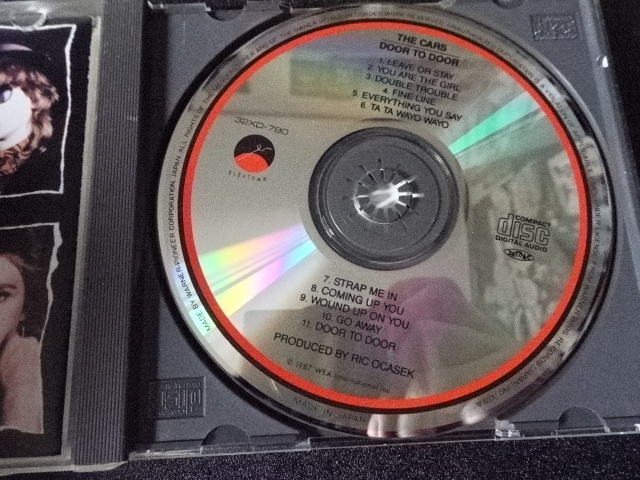 THE CARS
DOOR TO DOOR
1. LEAVE OR STAY
2. YOU ARE THE GIRL
3. DOUBLE TROUBLE
4. FINE LINE
5. EVERYTHING YOU SAY
6. TA TA WAYO WAYO
32XD-790
ELEKTRA
COMPACT
disc
DIGITAL AUDIO
7. STRAP ME IN
8. COMING UP YOU
9. WOUND UP ON YOU
10. GO AWAY
11. DOOR TO DOOR
PRODUCED BY RIC OCASEK
1987 WEA International Inc.
MADE IN JAPAN
MADE BY WARNER-PIONEER CORPORATION, JAPAN